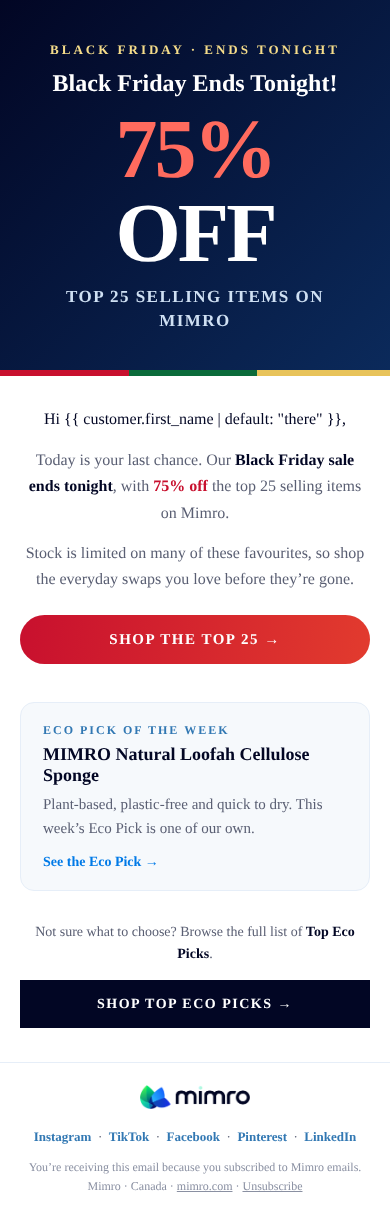 BLACK FRIDAY · ENDS TONIGHT
Black Friday Ends Tonight!
75%
OFF
TOP 25 SELLING ITEMS ON
MIMRO
Hi {{ customer.first_name | default: "there" }},
Today is your last chance. Our Black Friday sale
ends tonight, with 75% off the top 25 selling items
on Mimro.
Stock is limited on many of these favourites, so shop
the everyday swaps you love before they’re gone.
SHOP THE TOP 25 →
ECO PICK OF THE WEEK
MIMRO Natural Loofah Cellulose
Sponge
Plant-based, plastic-free and quick to dry. This
week’s Eco Pick is one of our own.
See the Eco Pick →
Not sure what to choose? Browse the full list of Top Eco
Picks.
SHOP TOP ECO PICKS →
mimro
Instagram · TikTok · Facebook · Pinterest · LinkedIn
You’re receiving this email because you subscribed to Mimro emails.
Mimro · Canada · mimro.com · Unsubscribe